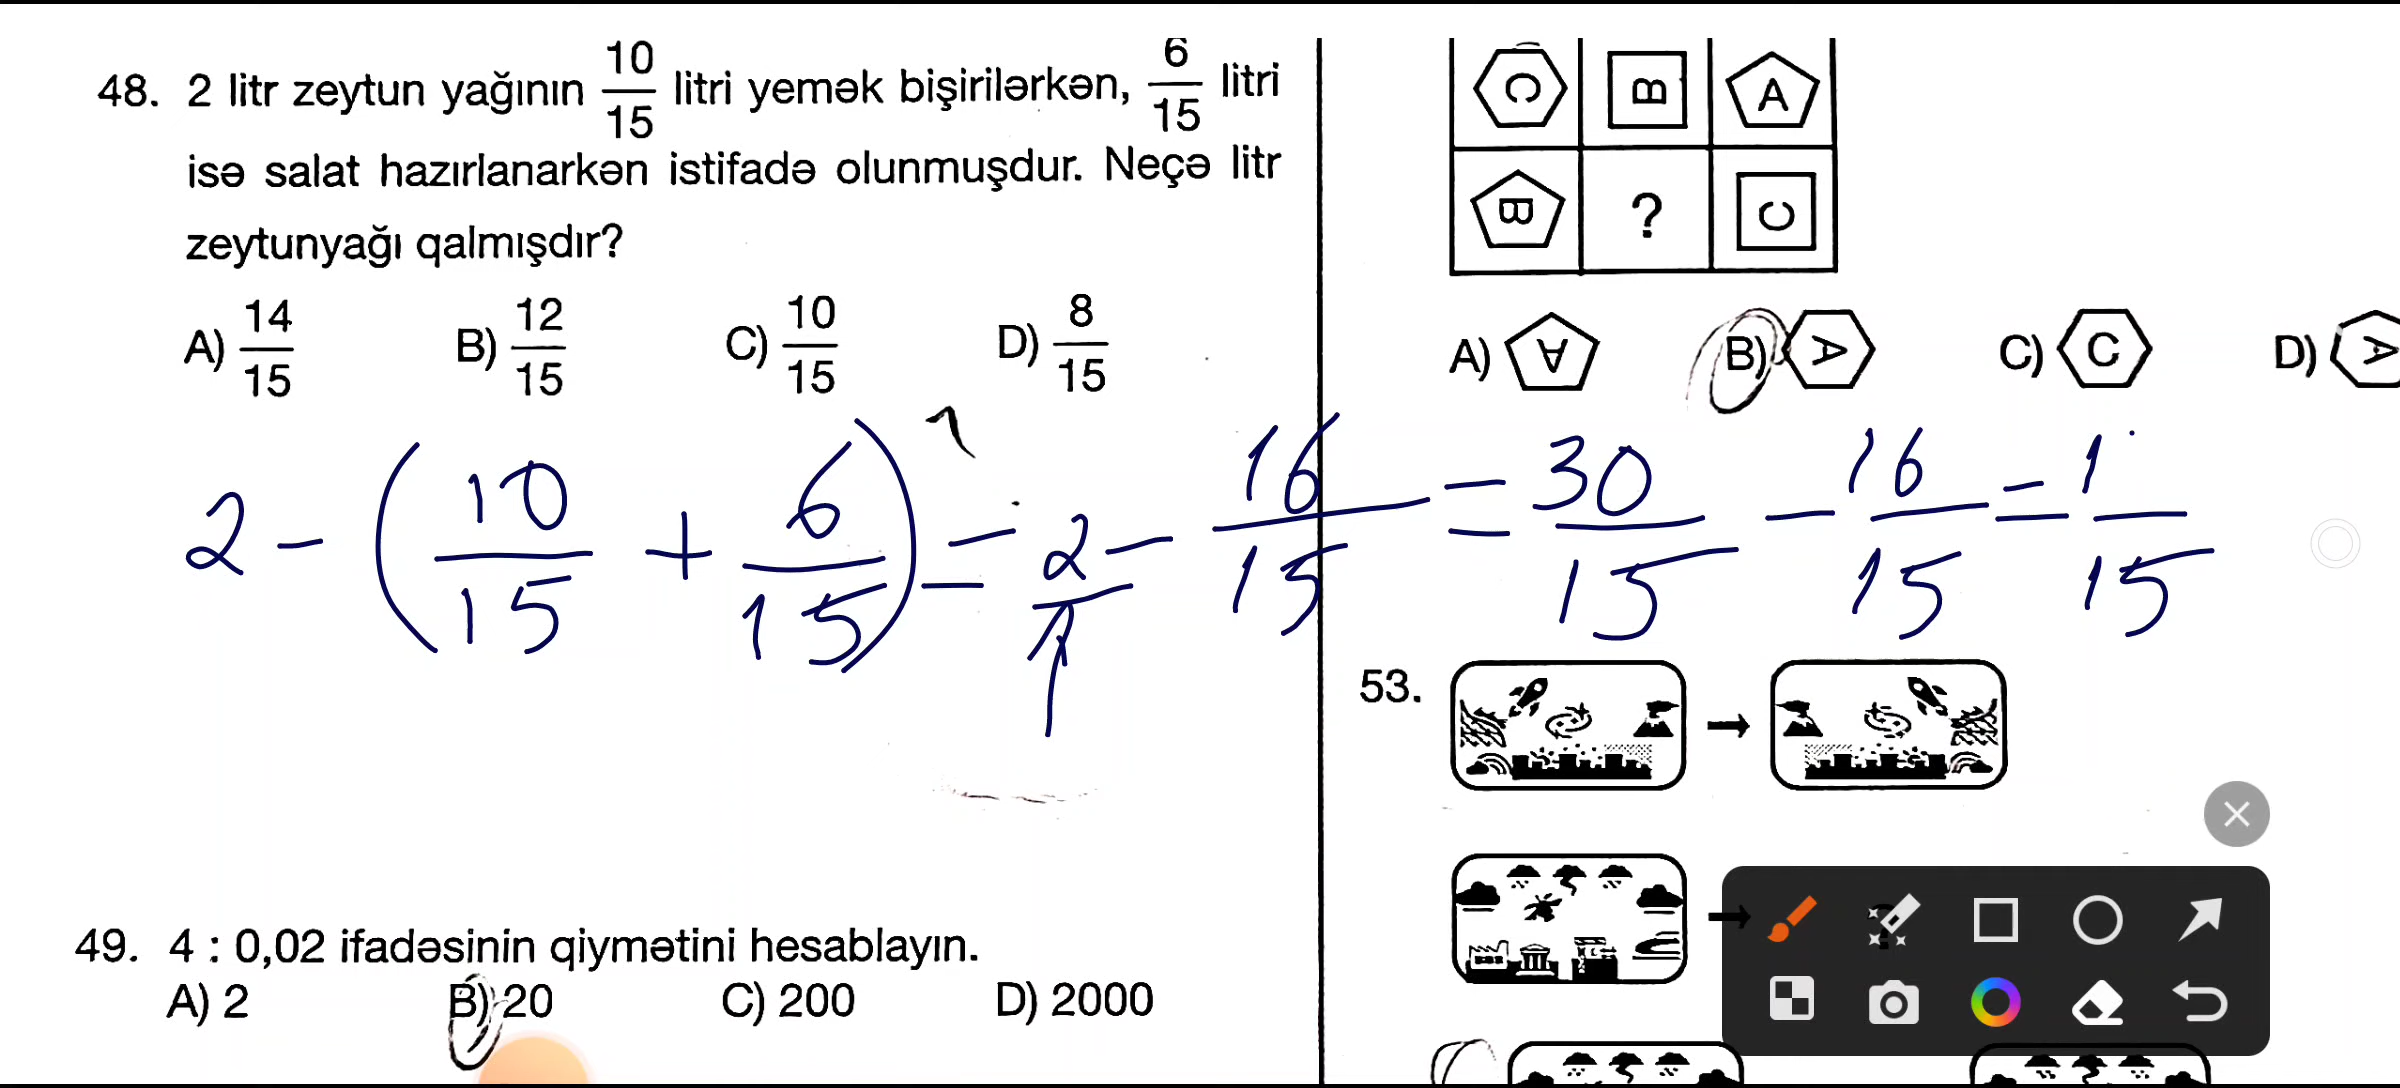 48. 2 litr zeytun yağının 10/15 litri yemək bişirilərkən, 6/15 litri
isə salat hazırlanarkən istifadə olunmuşdur. Neçə litr
zeytunyağı qalmışdır?
A) 14/15 B) 12/15 C) 10/15 D) 8/15
2 - (10/15 + 6/15) = 2/1 - 16/15 = 30/15 - 16/15 = 1/15
49. 4 : 0,02 ifadəsinin qiymətini hesablayın.
A) 2 B) 20 C) 200 D) 2000
C B A
B ? C
A) A B) A C) C D) A
53.